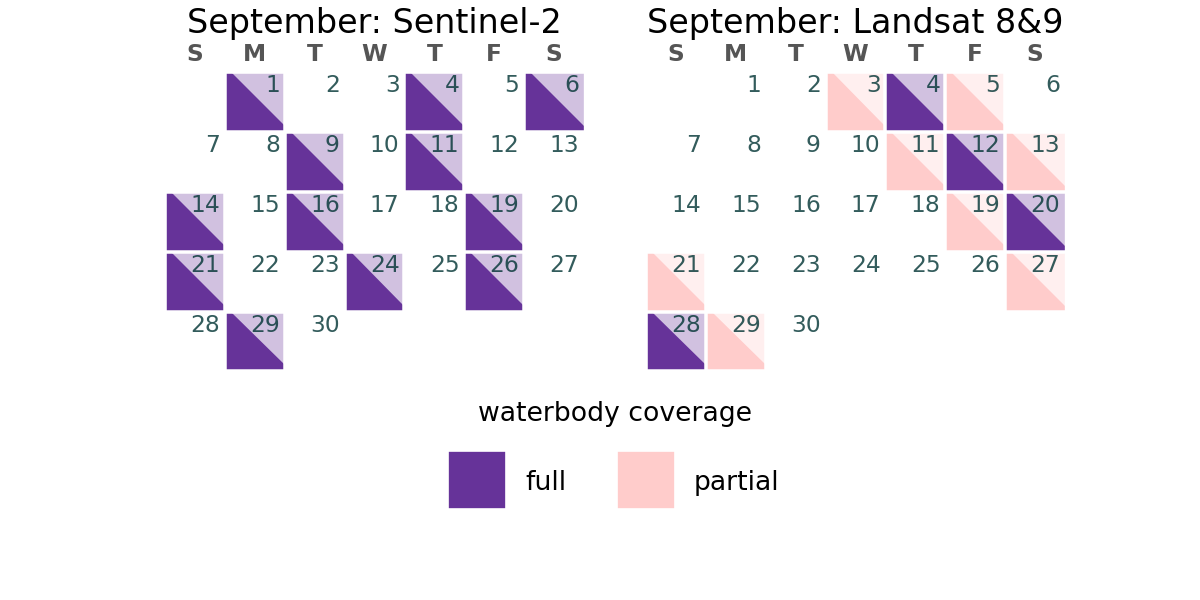 September: Sentinel-2
S M T W T F S
1 2 3 4 5 6
7 8 9 10 11 12 13
14 15 16 17 18 19 20
21 22 23 24 25 26 27
28 29 30
September: Landsat 8&9
S M T W T F S
1 2 3 4 5 6
7 8 9 10 11 12 13
14 15 16 17 18 19 20
21 22 23 24 25 26 27
28 29 30
waterbody coverage
full partial